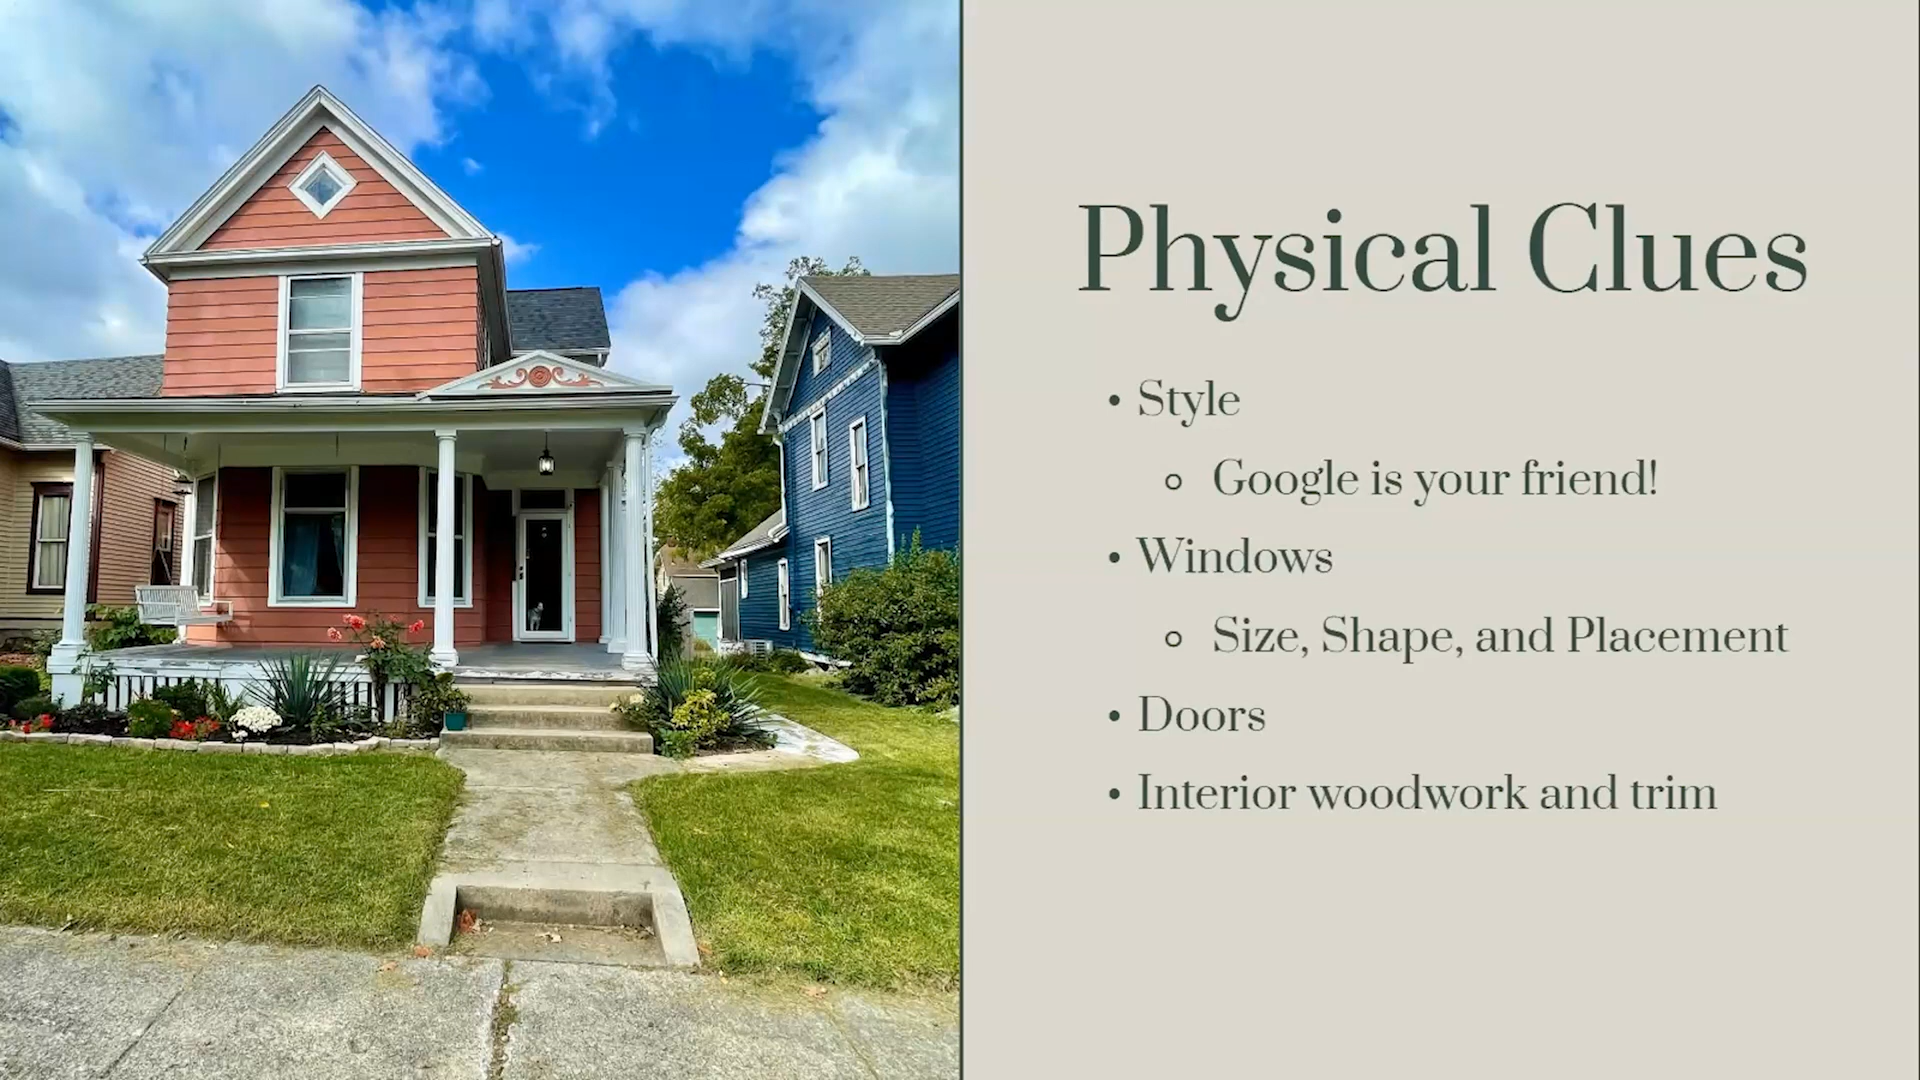 Physical Clues
• Style
○ Google is your friend!
• Windows
○ Size, Shape, and Placement
• Doors
• Interior woodwork and trim